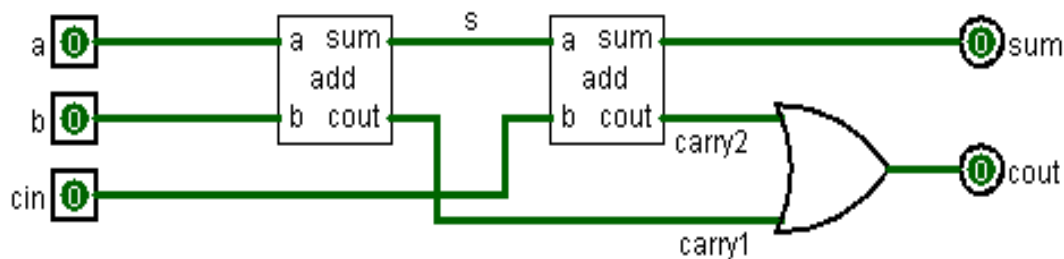 s
a 0 a sum a sum 0 sum
add add
b 0 b cout b cout
carry2
cin 0 0 cout
carry1